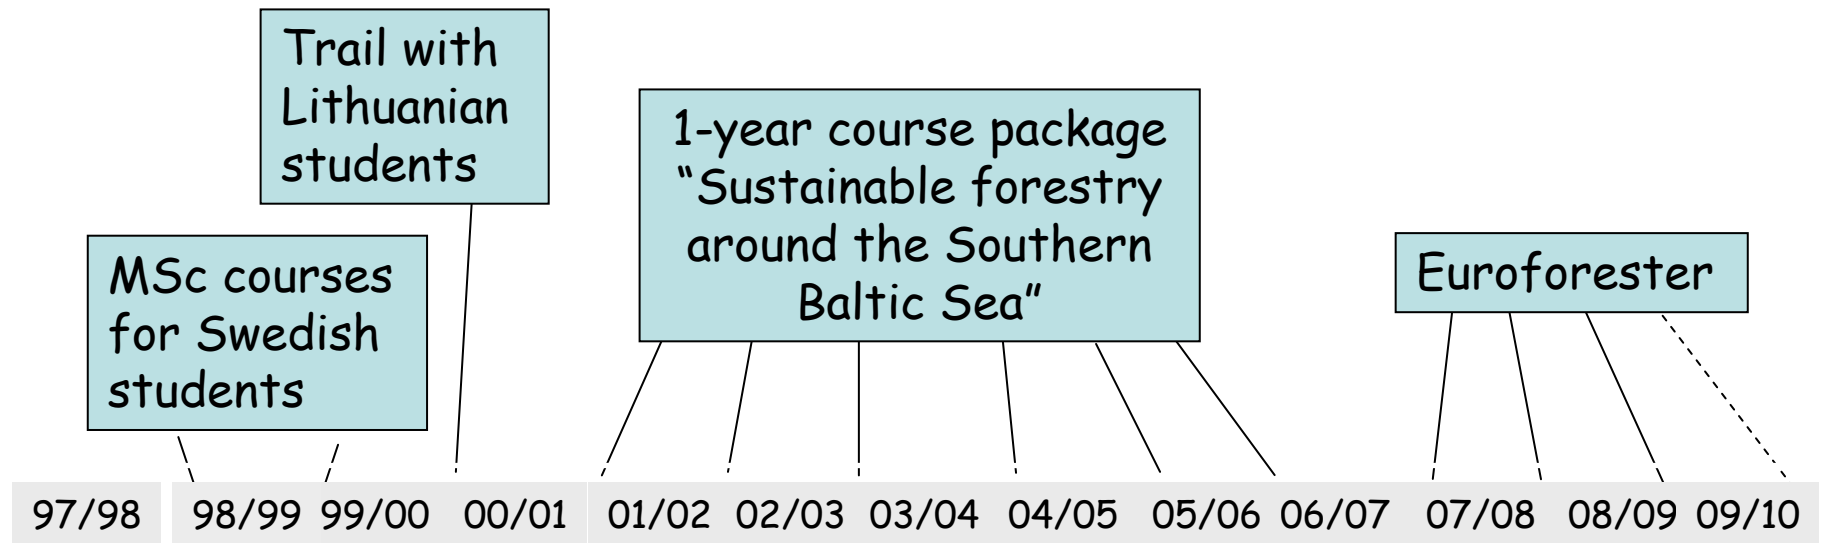 Trail with
Lithuanian
students
MSc courses
for Swedish
students
1-year course package
“Sustainable forestry
around the Southern
Baltic Sea”
Euroforester
97/98 98/99 99/00 00/01 01/02 02/03 03/04 04/05 05/06 06/07 07/08 08/09 09/10